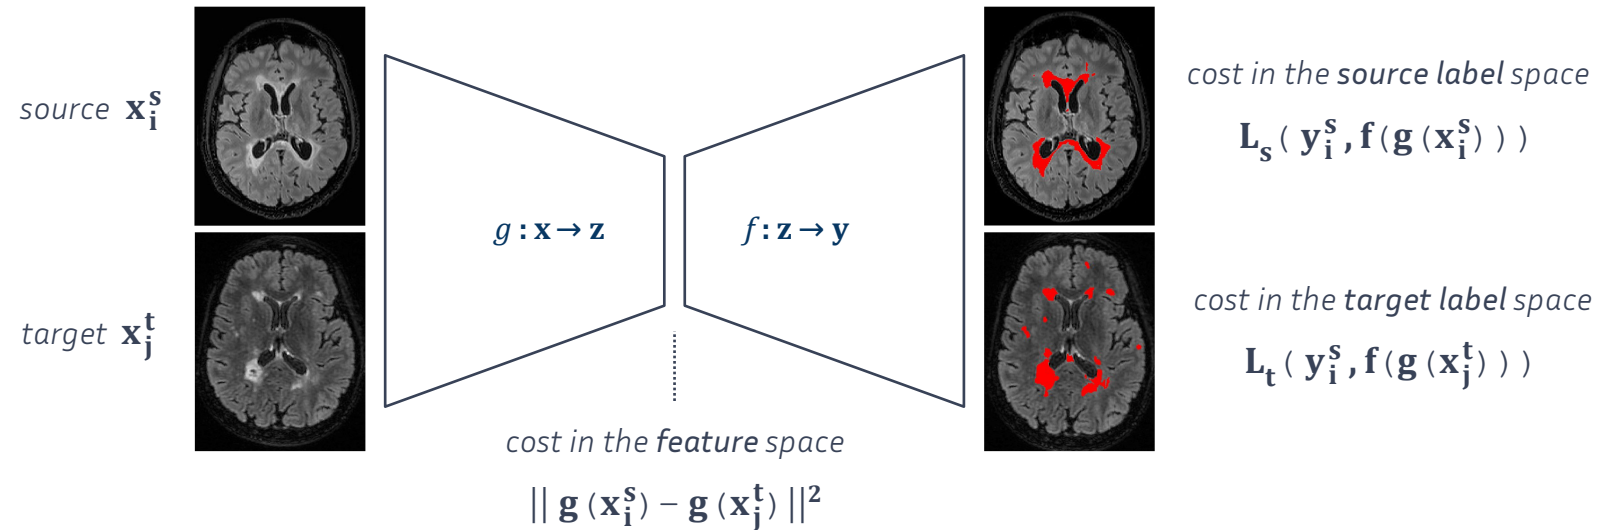 source x_i^s
target x_j^t
g : x → z
f : z → y
cost in the feature space
|| g (x_i^s) − g (x_j^t) ||²
cost in the source label space
L_s ( y_i^s , f ( g ( x_i^s ) ) )
cost in the target label space
L_t ( y_i^s , f ( g ( x_j^t ) ) )